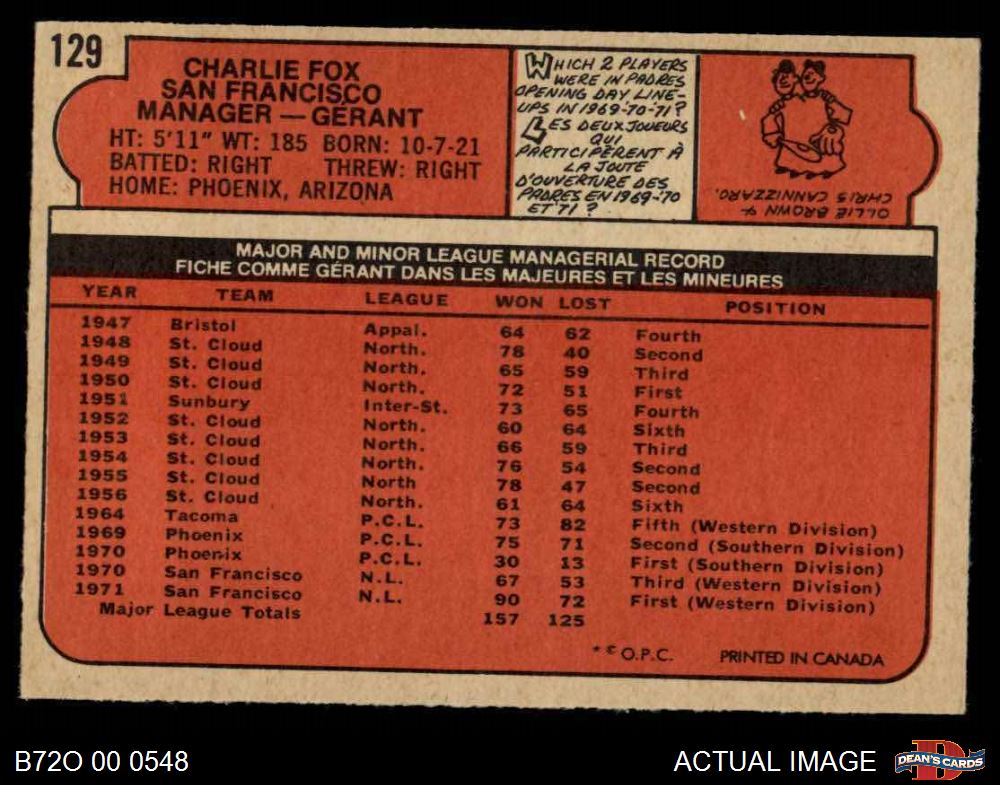 129
CHARLIE FOX
SAN FRANCISCO
MANAGER — GÉRANT
HT: 5'11" WT: 185 BORN: 10-7-21
BATTED: RIGHT THREW: RIGHT
HOME: PHOENIX, ARIZONA
WHICH 2 PLAYERS
WERE IN PADRES
OPENING DAY LINE-
UPS IN 1969-'70-'71?
LES DEUX JOUEURS
QUI
PARTICIPÈRENT À
LA JOUTE
D'OUVERTURE DES
PADRES EN 1969-'70
ET '71 ?
OLLIE BROWN &
CHRIS CANNIZZARO.
MAJOR AND MINOR LEAGUE MANAGERIAL RECORD
FICHE COMME GÉRANT DANS LES MAJEURES ET LES MINEURES
YEAR TEAM LEAGUE WON LOST POSITION
1947 Bristol Appal. 64 62 Fourth
1948 St. Cloud North. 78 40 Second
1949 St. Cloud North. 65 59 Third
1950 St. Cloud North. 72 51 First
1951 Sunbury Inter-St. 73 65 Fourth
1952 St. Cloud North. 60 64 Sixth
1953 St. Cloud North. 66 59 Third
1954 St. Cloud North. 76 54 Second
1955 St. Cloud North 78 47 Second
1956 St. Cloud North. 61 64 Sixth
1964 Tacoma P.C.L. 73 82 Fifth (Western Division)
1969 Phoenix P.C.L. 75 71 Second (Southern Division)
1970 Phoenix P.C.L. 30 13 First (Southern Division)
1970 San Francisco N.L. 67 53 Third (Western Division)
1971 San Francisco N.L. 90 72 First (Western Division)
Major League Totals 157 125
*© O.P.C. PRINTED IN CANADA
B72O 00 0548 ACTUAL IMAGE DEAN'S CARDS